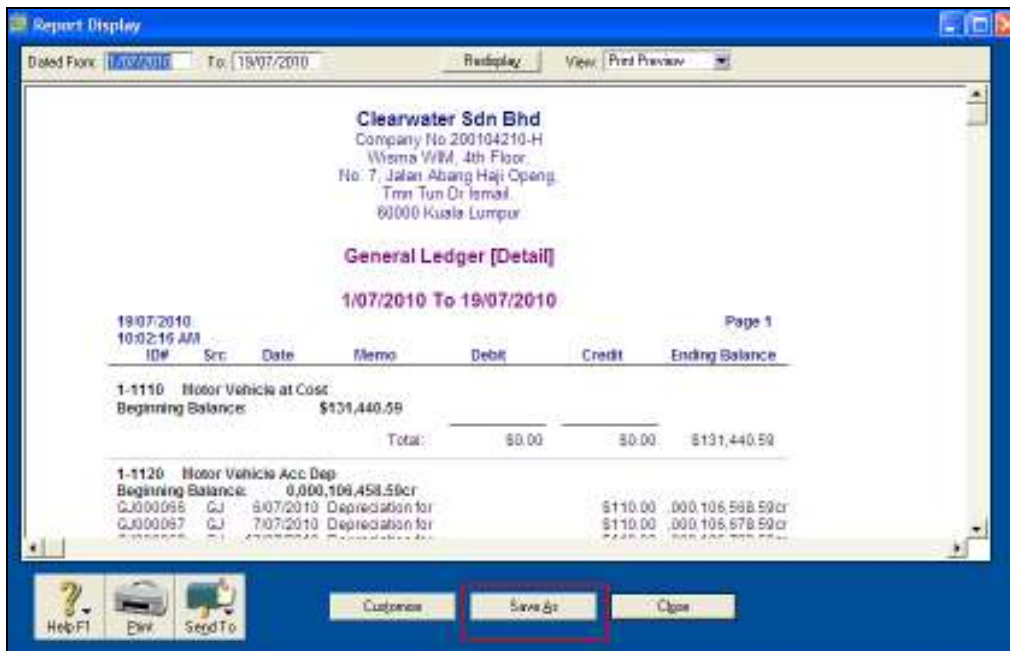 Report Display
Dated From: 1/07/2010 To: 19/07/2010 Redisplay View: Print Preview
Clearwater Sdn Bhd
Company No 200104210-H
Wisma WIM, 4th Floor,
No. 7, Jalan Abang Haji Openg,
Tmn Tun Dr Ismail.
60000 Kuala Lumpur
General Ledger [Detail]
1/07/2010 To 19/07/2010
19/07/2010 Page 1
10:02:16 AM
ID# Src Date Memo Debit Credit Ending Balance
1-1110 Motor Vehicle at Cost
Beginning Balance: $131,440.59
Total: $0.00 $0.00 $131,440.59
1-1120 Motor Vehicle Acc Dep
Beginning Balance: 0,000,106,458.59cr
GJ000066 GJ 6/07/2010 Depreciation for $110.00 ,000,106,568.59cr
GJ000067 GJ 7/07/2010 Depreciation for $110.00 ,000,106,678.59cr
Help F1 Print Send To Customise Save As Close